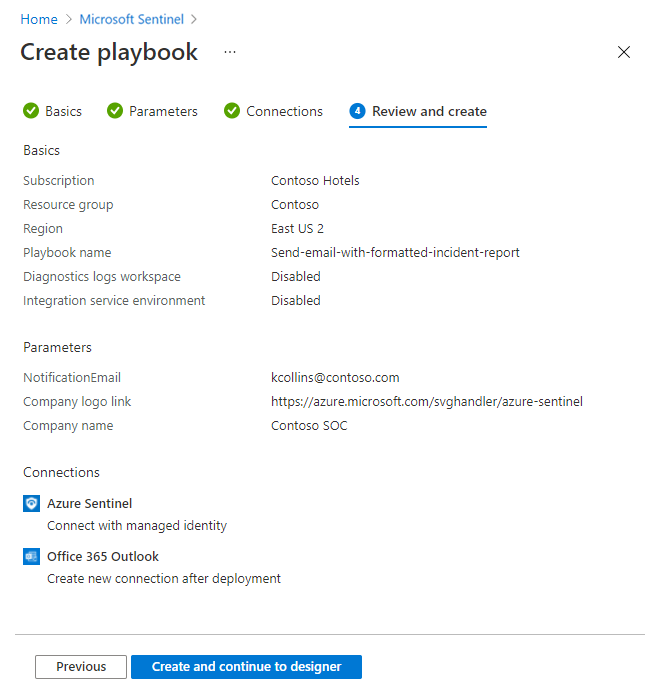 Home > Microsoft Sentinel >
Create playbook ...
Basics Parameters Connections 4 Review and create
Basics
Subscription Contoso Hotels
Resource group Contoso
Region East US 2
Playbook name Send-email-with-formatted-incident-report
Diagnostics logs workspace Disabled
Integration service environment Disabled
Parameters
NotificationEmail kcollins@contoso.com
Company logo link https://azure.microsoft.com/svghandler/azure-sentinel
Company name Contoso SOC
Connections
Azure Sentinel
Connect with managed identity
Office 365 Outlook
Create new connection after deployment
Previous Create and continue to designer